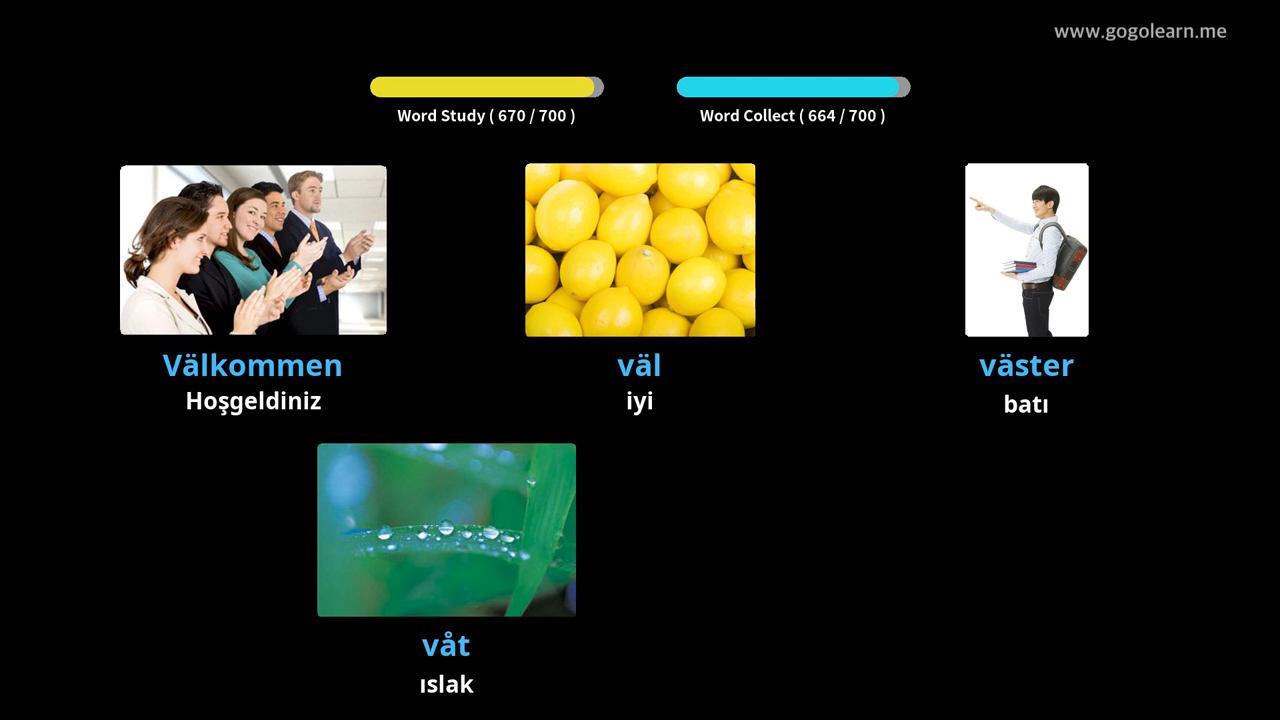 www.gogolearn.me
Word Study ( 670 / 700 )
Word Collect ( 664 / 700 )
Välkommen
Hoşgeldiniz
väl
iyi
väster
batı
våt
ıslak